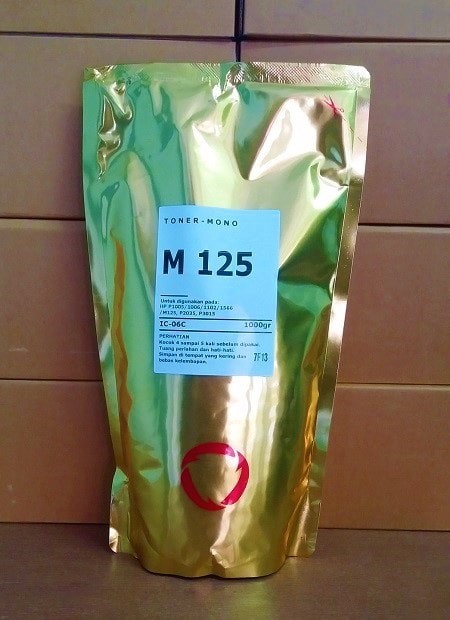 TONER-MONO
M 125
Untuk digunakan pada:
HP P1005/1006/1102/1566
/M125, P2035, P3015
IC-06C 1000gr
PERHATIAN
Kocok 4 sampai 5 kali sebelum dipakai.
Tuang perlahan dan hati-hati.
Simpan di tempat yang kering dan
bebas kelembapan.
7F13